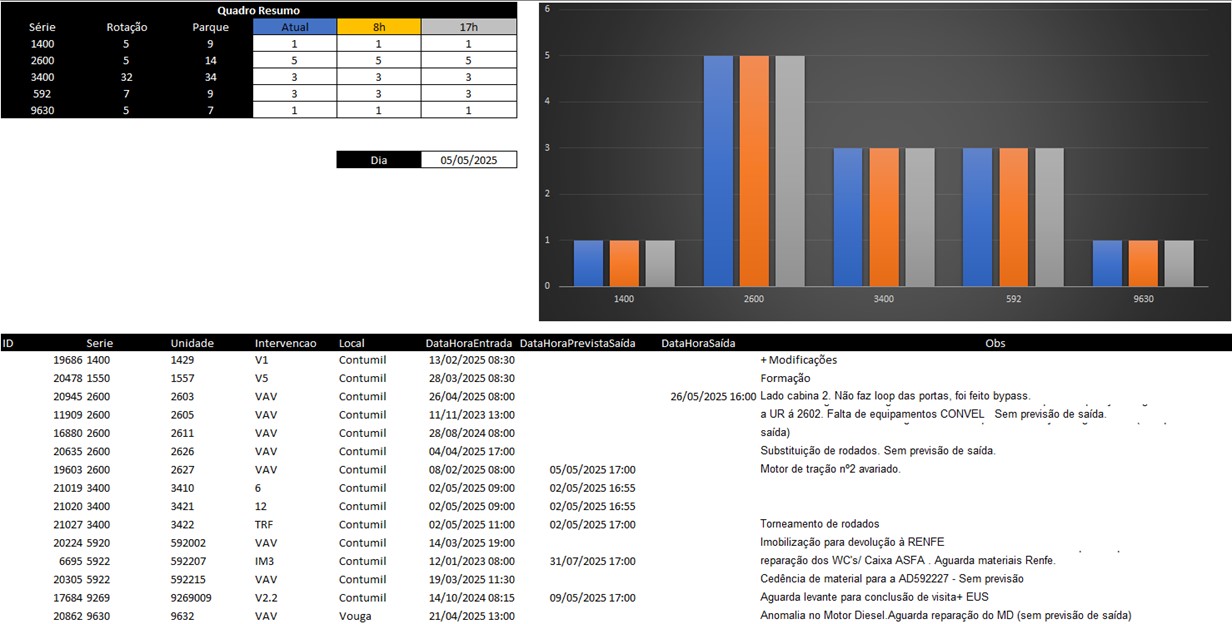 Quadro Resumo
Série Rotação Parque Atual 8h 17h
1400 5 9 1 1 1
2600 5 14 5 5 5
3400 32 34 3 3 3
592 7 9 3 3 3
9630 5 7 1 1 1
Dia 05/05/2025
6
5
4
3
2
1
0
1400 2600 3400 592 9630
ID Serie Unidade Intervencao Local DataHoraEntrada DataHoraPrevistaSaída DataHoraSaída Obs
19686 1400 1429 V1 Contumil 13/02/2025 08:30 + Modificações
20478 1550 1557 V5 Contumil 28/03/2025 08:30 Formação
20945 2600 2603 VAV Contumil 26/04/2025 08:00 26/05/2025 16:00 Lado cabina 2. Não faz loop das portas, foi feito bypass.
11909 2600 2605 VAV Contumil 11/11/2023 13:00 a UR á 2602. Falta de equipamentos CONVEL Sem previsão de saída.
16880 2600 2611 VAV Contumil 28/08/2024 08:00 saída)
20635 2600 2626 VAV Contumil 04/04/2025 17:00 Substituição de rodados. Sem previsão de saída.
19603 2600 2627 VAV Contumil 08/02/2025 08:00 05/05/2025 17:00 Motor de tração nº2 avariado.
21019 3400 3410 6 Contumil 02/05/2025 09:00 02/05/2025 16:55
21020 3400 3421 12 Contumil 02/05/2025 09:00 02/05/2025 16:55
21027 3400 3422 TRF Contumil 02/05/2025 11:00 02/05/2025 17:00 Torneamento de rodados
20224 5920 592002 VAV Contumil 14/03/2025 19:00 Imobilização para devolução à RENFE
6695 5922 592207 IM3 Contumil 12/01/2023 08:00 31/07/2025 17:00 reparação dos WC's/ Caixa ASFA . Aguarda materiais Renfe.
20305 5922 592215 VAV Contumil 19/03/2025 11:30 Cedência de material para a AD592227 - Sem previsão
17684 9269 9269009 V2.2 Contumil 14/10/2024 08:15 09/05/2025 17:00 Aguarda levante para conclusão de visita+ EUS
20862 9630 9632 VAV Vouga 21/04/2025 13:00 Anomalia no Motor Diesel.Aguarda reparação do MD (sem previsão de saída)